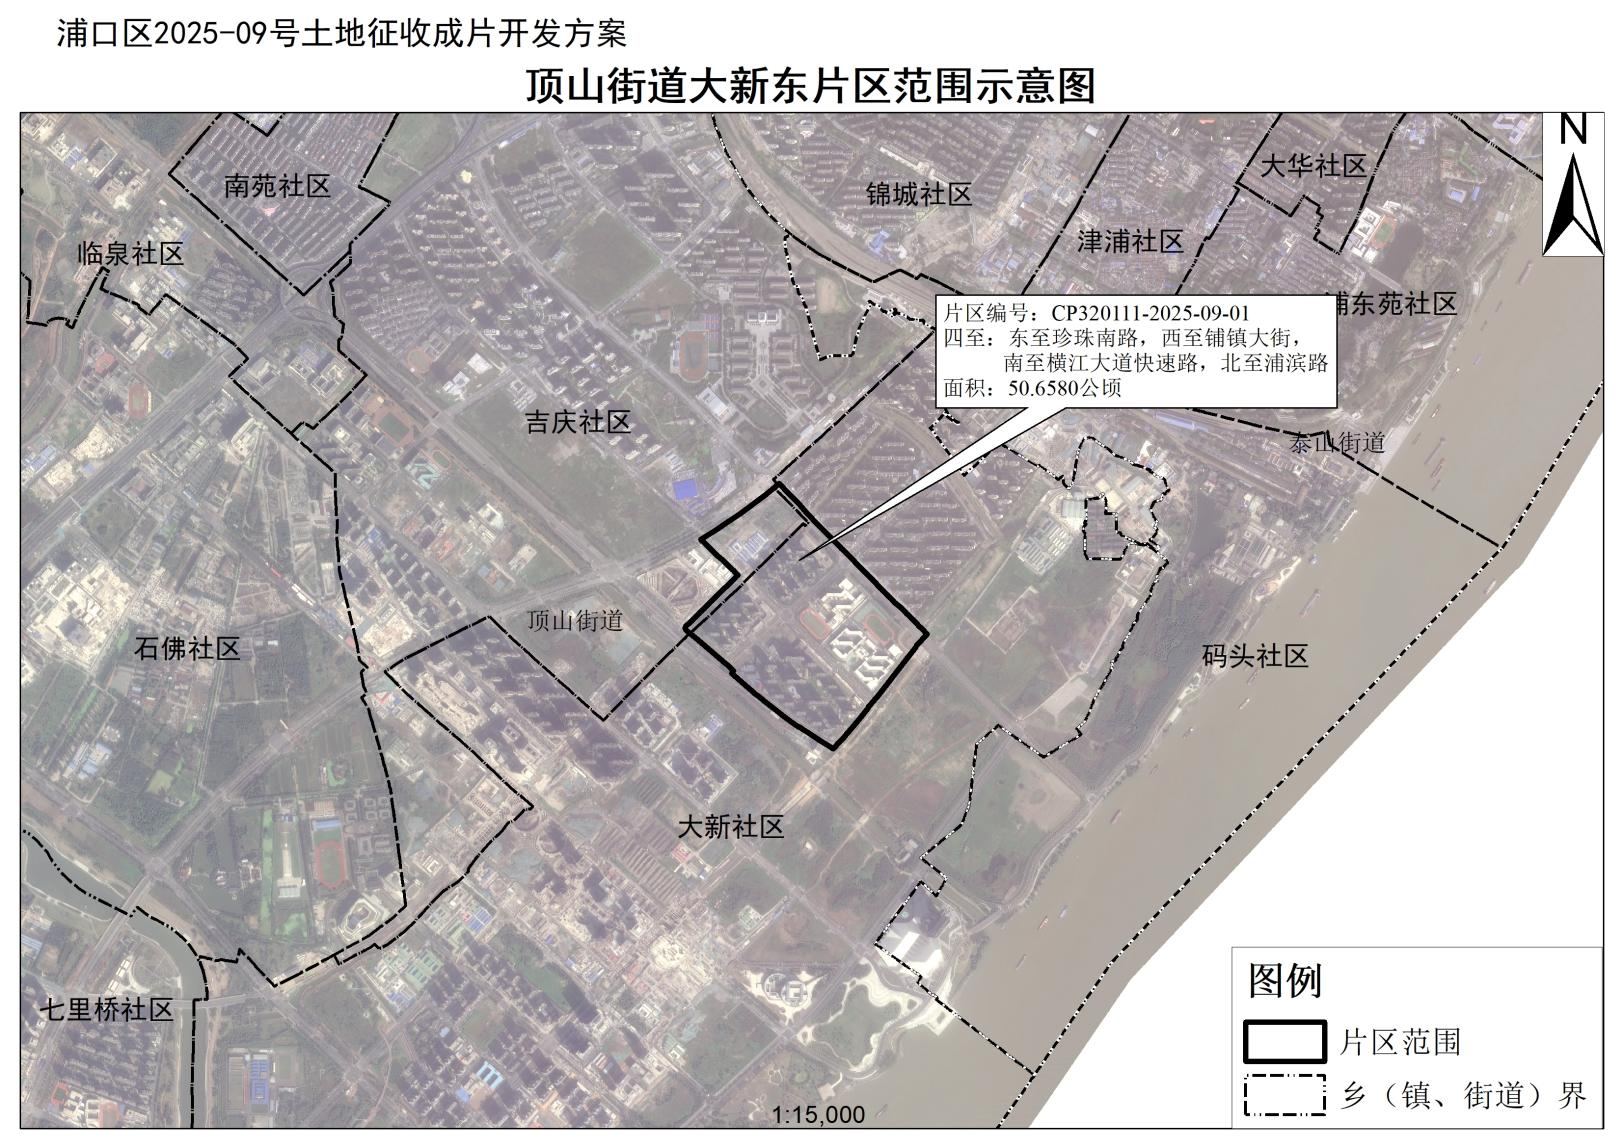 浦口区2025-09号土地征收成片开发方案
顶山街道大新东片区范围示意图
N
大华社区
南苑社区
锦城社区
津浦社区
临泉社区
浦东苑社区
片区编号：CP320111-2025-09-01
四至：东至珍珠南路，西至铺镇大街，
南至横江大道快速路，北至浦滨路
面积：50.6580公顷
吉庆社区
泰山街道
顶山街道
石佛社区
码头社区
大新社区
七里桥社区
图例
片区范围
乡（镇、街道）界
1:15,000